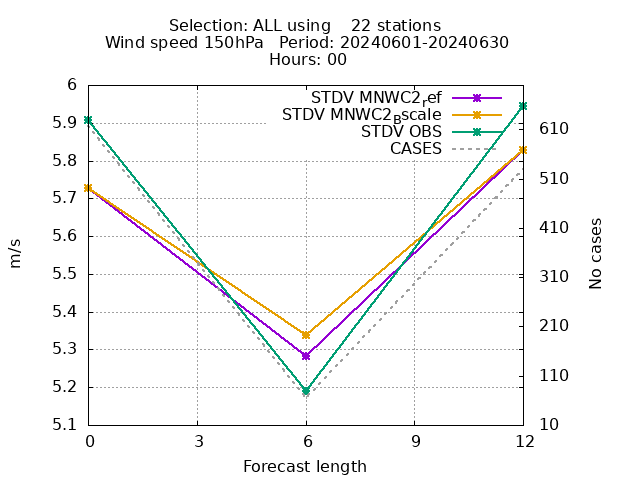 Selection: ALL using    22 stations
Wind speed 150hPa   Period: 20240601-20240630
Hours: 00
STDV MNWC2_ref
STDV MNWC2_Bscale
STDV OBS
CASES
6
5.9
5.8
5.7
5.6
5.5
5.4
5.3
5.2
5.1
610
510
410
310
210
110
10
m/s
No cases
0 3 6 9 12
Forecast length